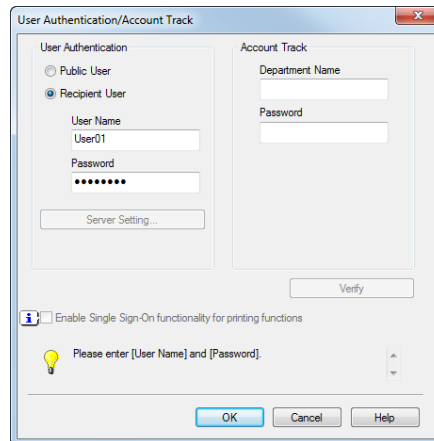 User Authentication/Account Track
User Authentication
Public User
Recipient User
User Name
User01
Password
●●●●●●●●
Server Setting...
Account Track
Department Name
Password
Verify
Enable Single Sign-On functionality for printing functions
Please enter [User Name] and [Password].
OK
Cancel
Help